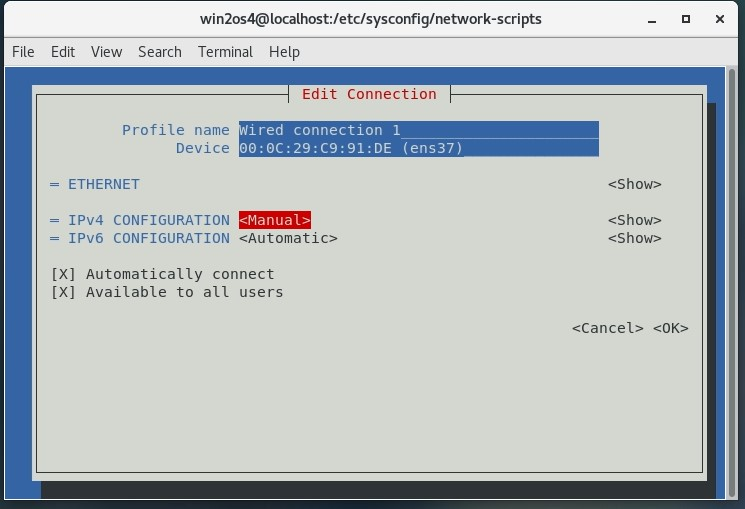 win2os4@localhost:/etc/sysconfig/network-scripts
File Edit View Search Terminal Help
Edit Connection
Profile name Wired connection 1
Device 00:0C:29:C9:91:DE (ens37)
= ETHERNET <Show>
= IPv4 CONFIGURATION <Manual> <Show>
= IPv6 CONFIGURATION <Automatic> <Show>
[X] Automatically connect
[X] Available to all users
<Cancel> <OK>